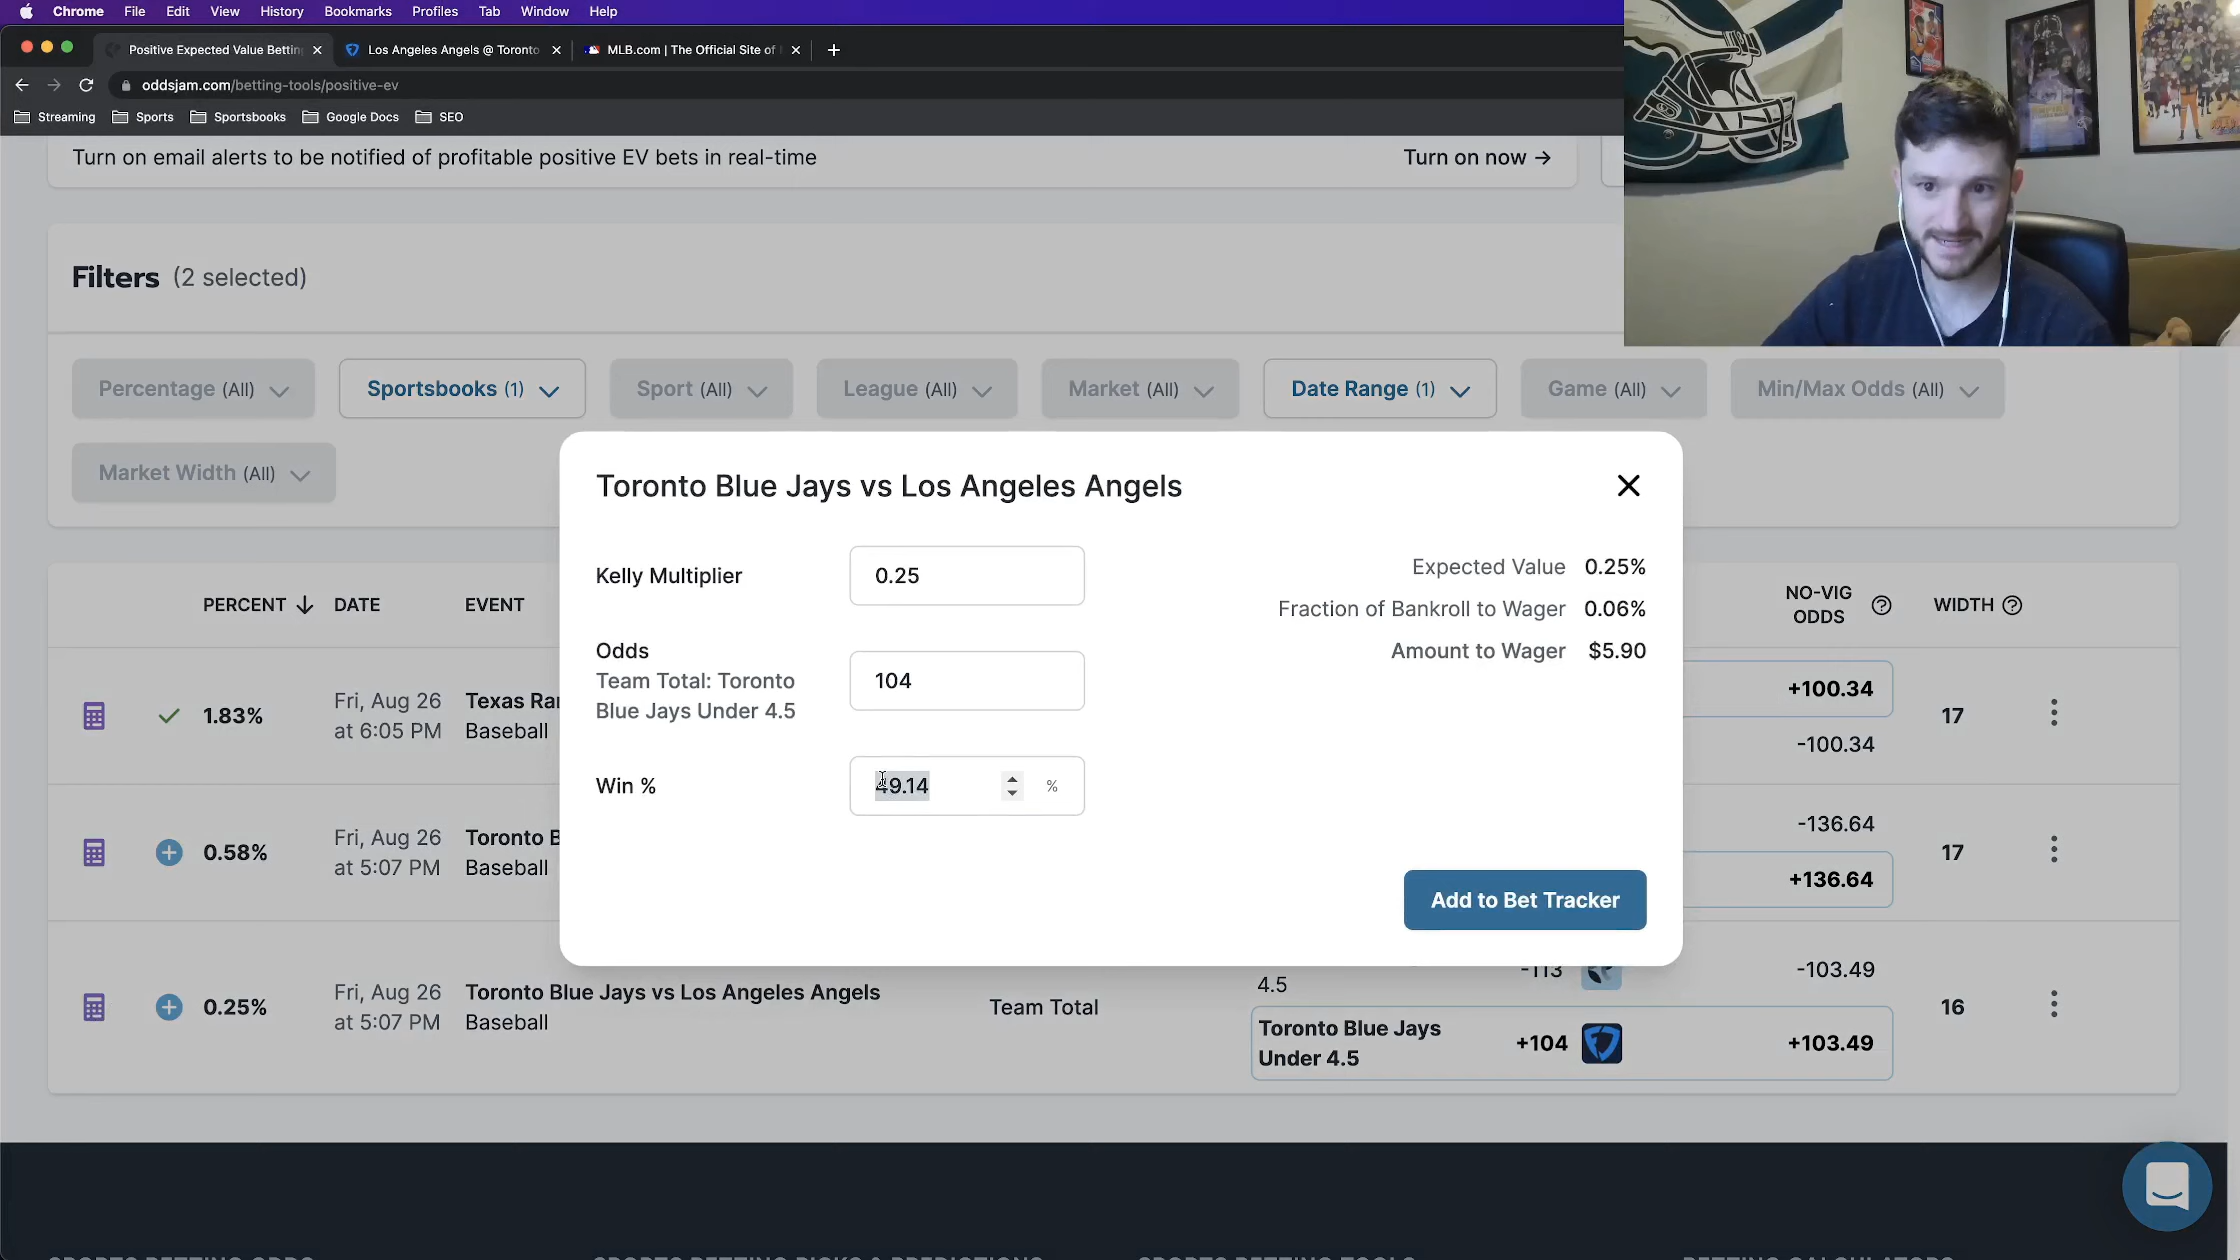 Chrome File Edit View History Bookmarks Profiles Tab Window Help
Positive Expected Value Bettin
Los Angeles Angels @ Toronto
MLB.com | The Official Site of
oddsjam.com/betting-tools/positive-ev
Streaming Sports Sportsbooks Google Docs SEO
Turn on email alerts to be notified of profitable positive EV bets in real-time
Turn on now →
Filters (2 selected)
Percentage (All) Sportsbooks (1) Sport (All) League (All) Market (All) Date Range (1) Game (All) Min/Max Odds (All)
Market Width (All)
Toronto Blue Jays vs Los Angeles Angels
Kelly Multiplier 0.25
Odds
Team Total: Toronto
Blue Jays Under 4.5
104
Win % 49.14 %
Expected Value 0.25%
Fraction of Bankroll to Wager 0.06%
Amount to Wager $5.90
Add to Bet Tracker
PERCENT ↓ DATE EVENT
NO-VIG
ODDS
WIDTH
1.83%
Fri, Aug 26
at 6:05 PM
Texas Ra
Baseball
+100.34
-100.34
17
0.58%
Fri, Aug 26
at 5:07 PM
Toronto B
Baseball
-136.64
+136.64
17
0.25%
Fri, Aug 26
at 5:07 PM
Toronto Blue Jays vs Los Angeles Angels
Baseball
Team Total
4.5
-113
-103.49
Toronto Blue Jays
Under 4.5
+104
+103.49
16